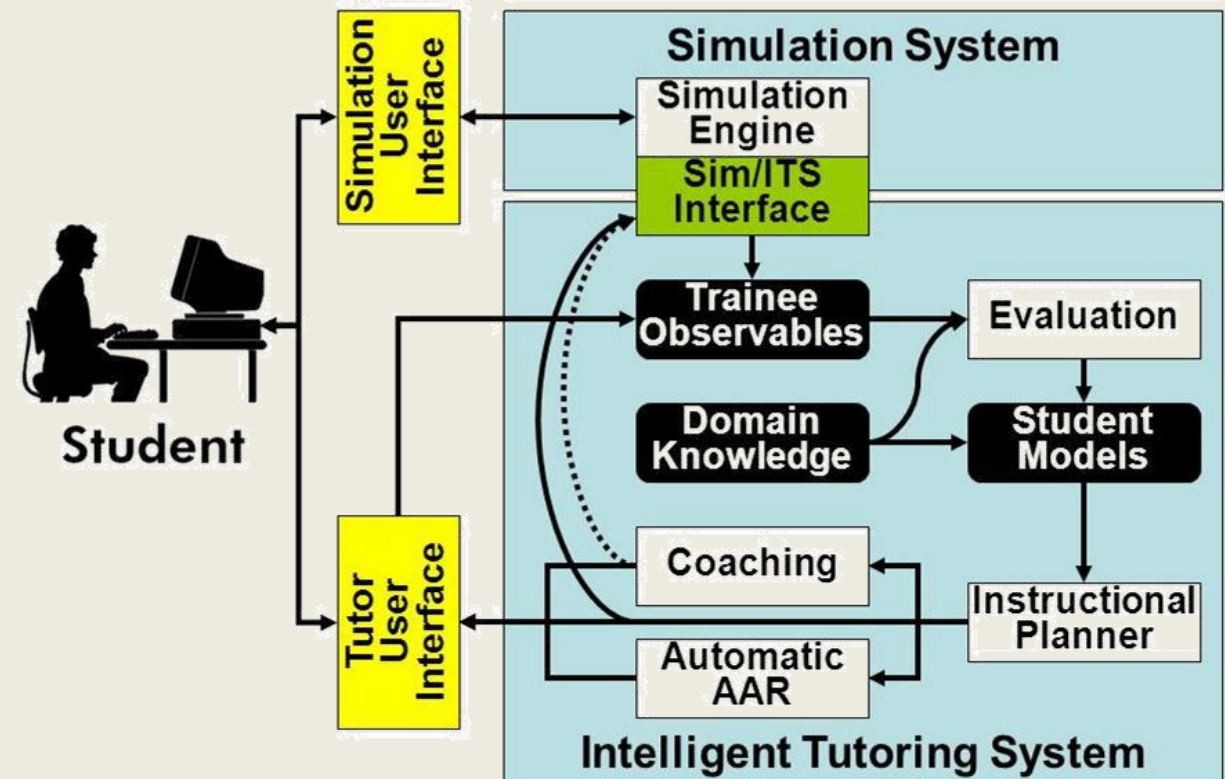 Simulation System
Simulation
User
Interface
Simulation
Engine
Sim/ITS
Interface
Trainee
Observables
Evaluation
Student
Domain
Knowledge
Student
Models
Tutor
User
Interface
Coaching
Instructional
Planner
Automatic
AAR
Intelligent Tutoring System